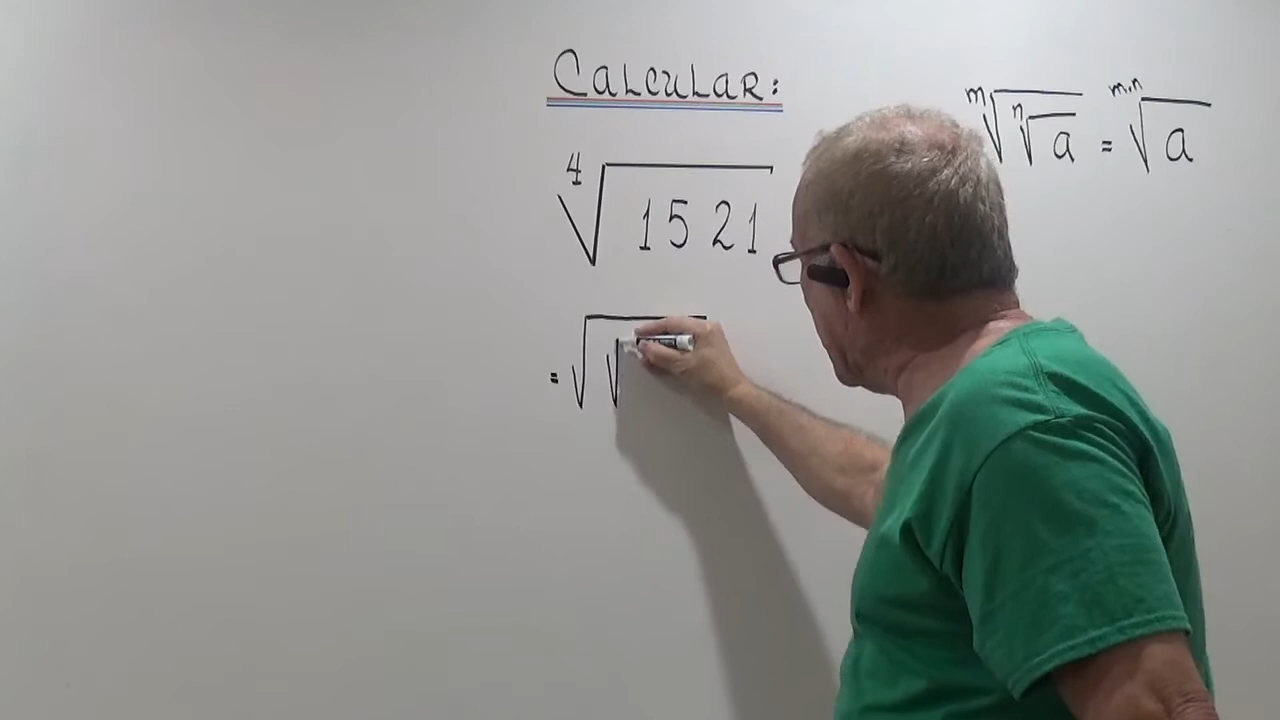 CALCULAR:
ᵐ√ⁿ√a = ᵐ·ⁿ√a
⁴√1521
= √√